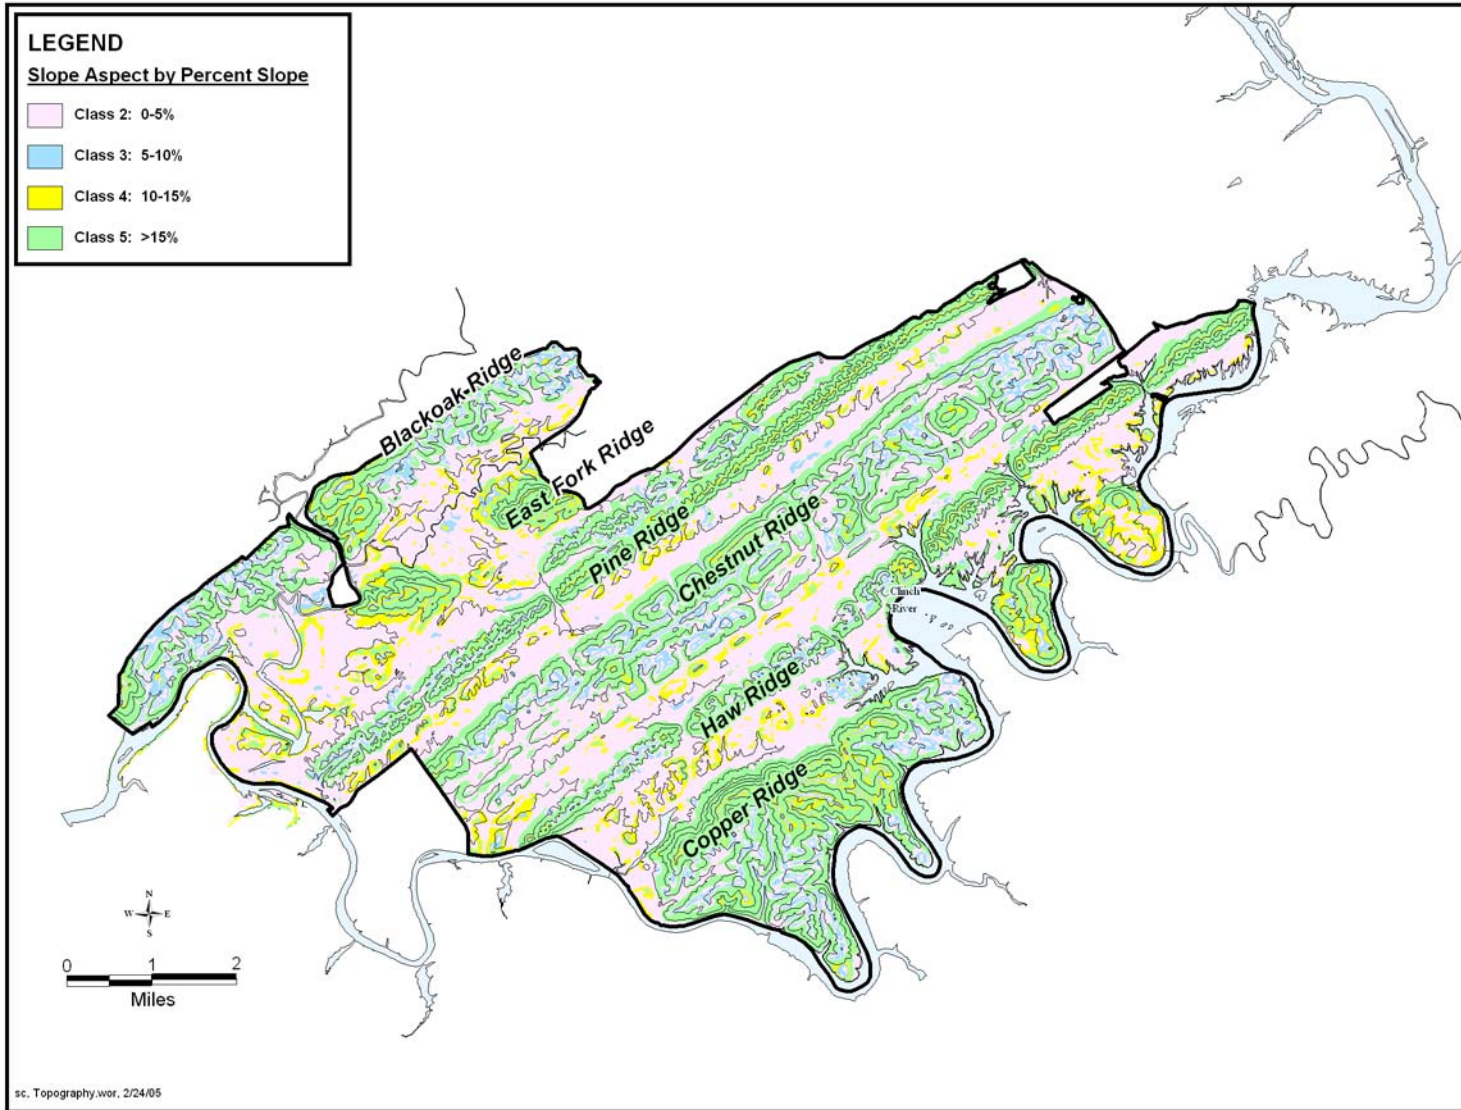 LEGEND
Slope Aspect by Percent Slope
Class 2: 0-5%
Class 3: 5-10%
Class 4: 10-15%
Class 5: >15%
Blackoak-Ridge
East Fork Ridge
Pine Ridge
Chestnut Ridge
Clinch
River
Haw Ridge
Copper Ridge
N
W E
S
0 1 2
Miles
sc, Topography.wor, 2/24/05